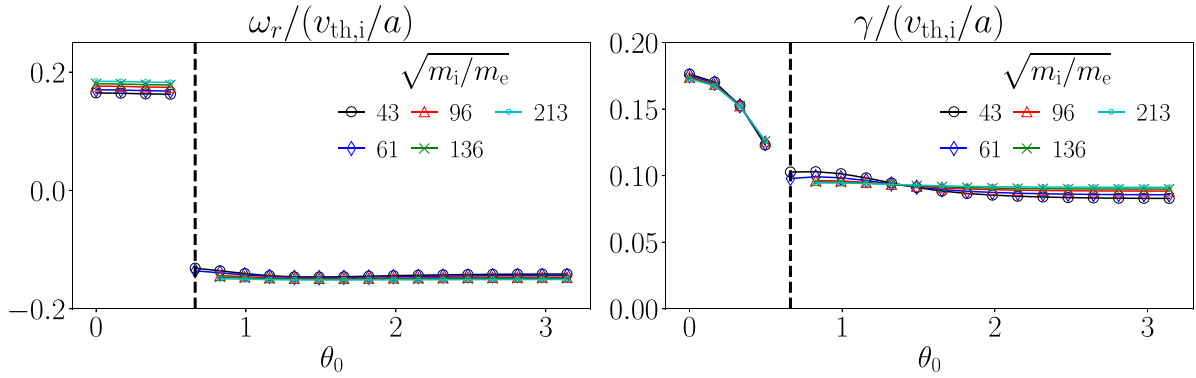 ω_r/(v_th,i/a)
0.2
0.0
−0.2
0 1 2 3
θ_0
√m_i/m_e
43 96 213
61 136
γ/(v_th,i/a)
0.20
0.15
0.10
0.05
0.00
0 1 2 3
θ_0
√m_i/m_e
43 96 213
61 136